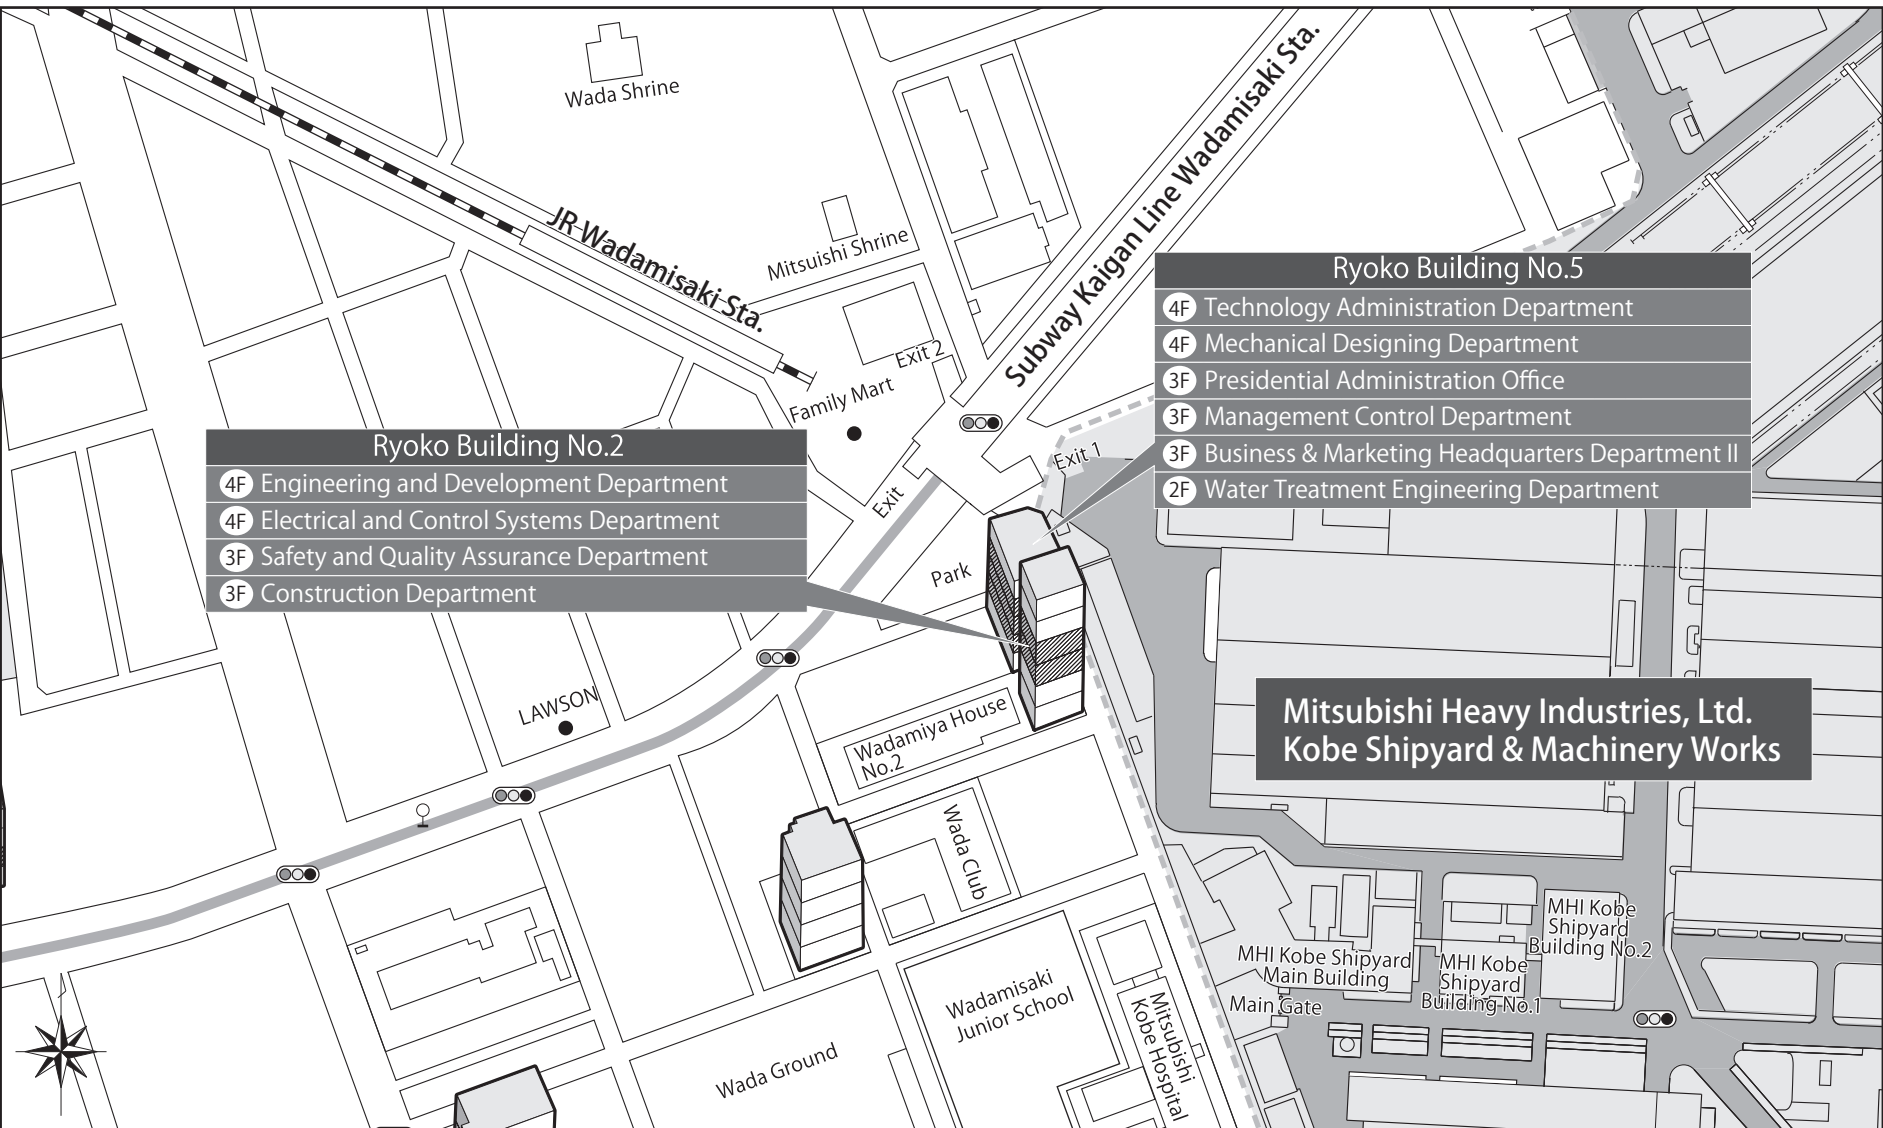 Wada Shrine
JR Wadamisaki Sta.
Mitsuishi Shrine
Subway Kaigan Line Wadamisaki Sta.
Exit 2
Family Mart
Exit 1
Exit
Ryoko Building No.5
4F Technology Administration Department
4F Mechanical Designing Department
3F Presidential Administration Office
3F Management Control Department
3F Business & Marketing Headquarters Department II
2F Water Treatment Engineering Department
Ryoko Building No.2
4F Engineering and Development Department
4F Electrical and Control Systems Department
3F Safety and Quality Assurance Department
3F Construction Department
Park
LAWSON
Wadamiya House
No.2
Mitsubishi Heavy Industries, Ltd.
Kobe Shipyard & Machinery Works
Wada Club
MHI Kobe Shipyard
Main Building
MHI Kobe
Shipyard
Building No.1
MHI Kobe
Shipyard
Building No.2
Main Gate
Wadamisaki
Junior School
Mitsubishi
Kobe Hospital
Wada Ground